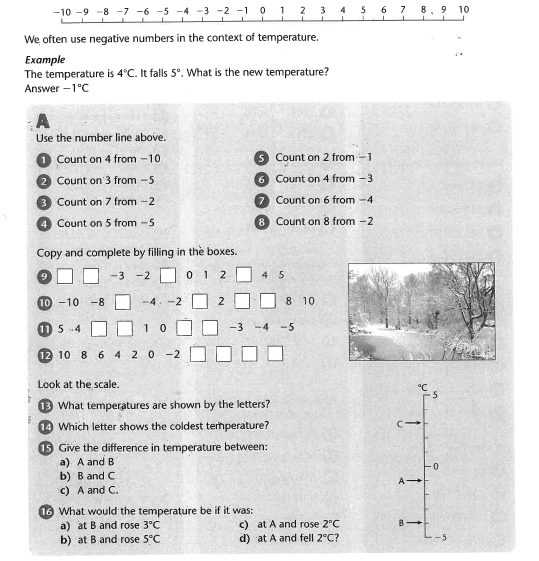 −10 −9 −8 −7 −6 −5 −4 −3 −2 −1 0 1 2 3 4 5 6 7 8 9 10
We often use negative numbers in the context of temperature.
Example
The temperature is 4°C. It falls 5°. What is the new temperature?
Answer −1°C
A
Use the number line above.
1 Count on 4 from −10
2 Count on 3 from −5
3 Count on 7 from −2
4 Count on 5 from −5
5 Count on 2 from −1
6 Count on 4 from −3
7 Count on 6 from −4
8 Count on 8 from −2
Copy and complete by filling in the boxes.
9 □ □ −3 −2 □ 0 1 2 □ 4 5
10 −10 −8 □ −4 −2 □ 2 □ □ 8 10
11 5 4 □ □ 1 0 □ □ −3 −4 −5
12 10 8 6 4 2 0 −2 □ □ □ □
Look at the scale.
13 What temperatures are shown by the letters?
14 Which letter shows the coldest temperature?
15 Give the difference in temperature between:
a) A and B
b) B and C
c) A and C.
16 What would the temperature be if it was:
a) at B and rose 3°C
b) at B and rose 5°C
c) at A and rose 2°C
d) at A and fell 2°C?
°C
5
C
0
A
B
−5